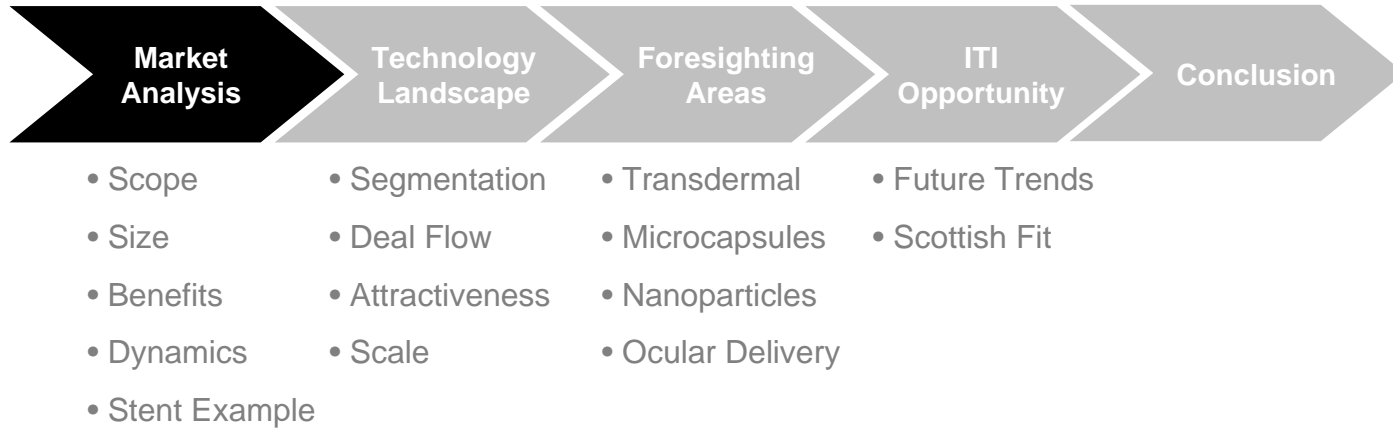 Market
Analysis
Technology
Landscape
Foresighting
Areas
ITI
Opportunity
Conclusion
• Scope
• Size
• Benefits
• Dynamics
• Stent Example
• Segmentation
• Deal Flow
• Attractiveness
• Scale
• Transdermal
• Microcapsules
• Nanoparticles
• Ocular Delivery
• Future Trends
• Scottish Fit